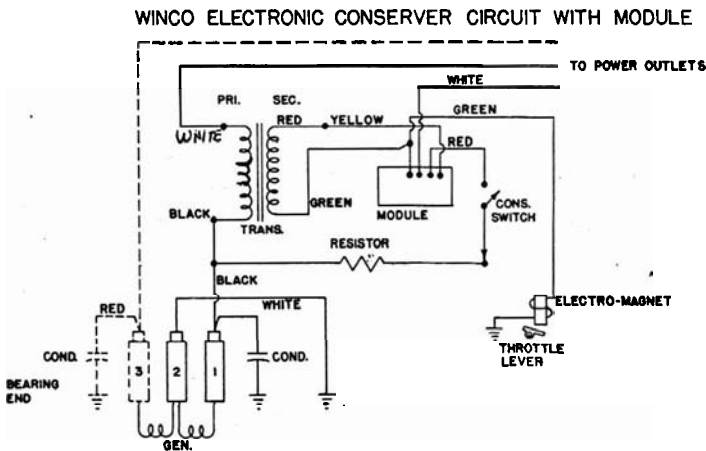 WINCO ELECTRONIC CONSERVER CIRCUIT WITH MODULE
TO POWER OUTLETS
WHITE
PRI. SEC.
GREEN
RED YELLOW
WHITE
RED
GREEN
MODULE
CONS.
SWITCH
BLACK
TRANS.
RESISTOR
BLACK
RED
WHITE
ELECTRO-MAGNET
COND.
COND.
THROTTLE
LEVER
3 2 1
BEARING
END
GEN.